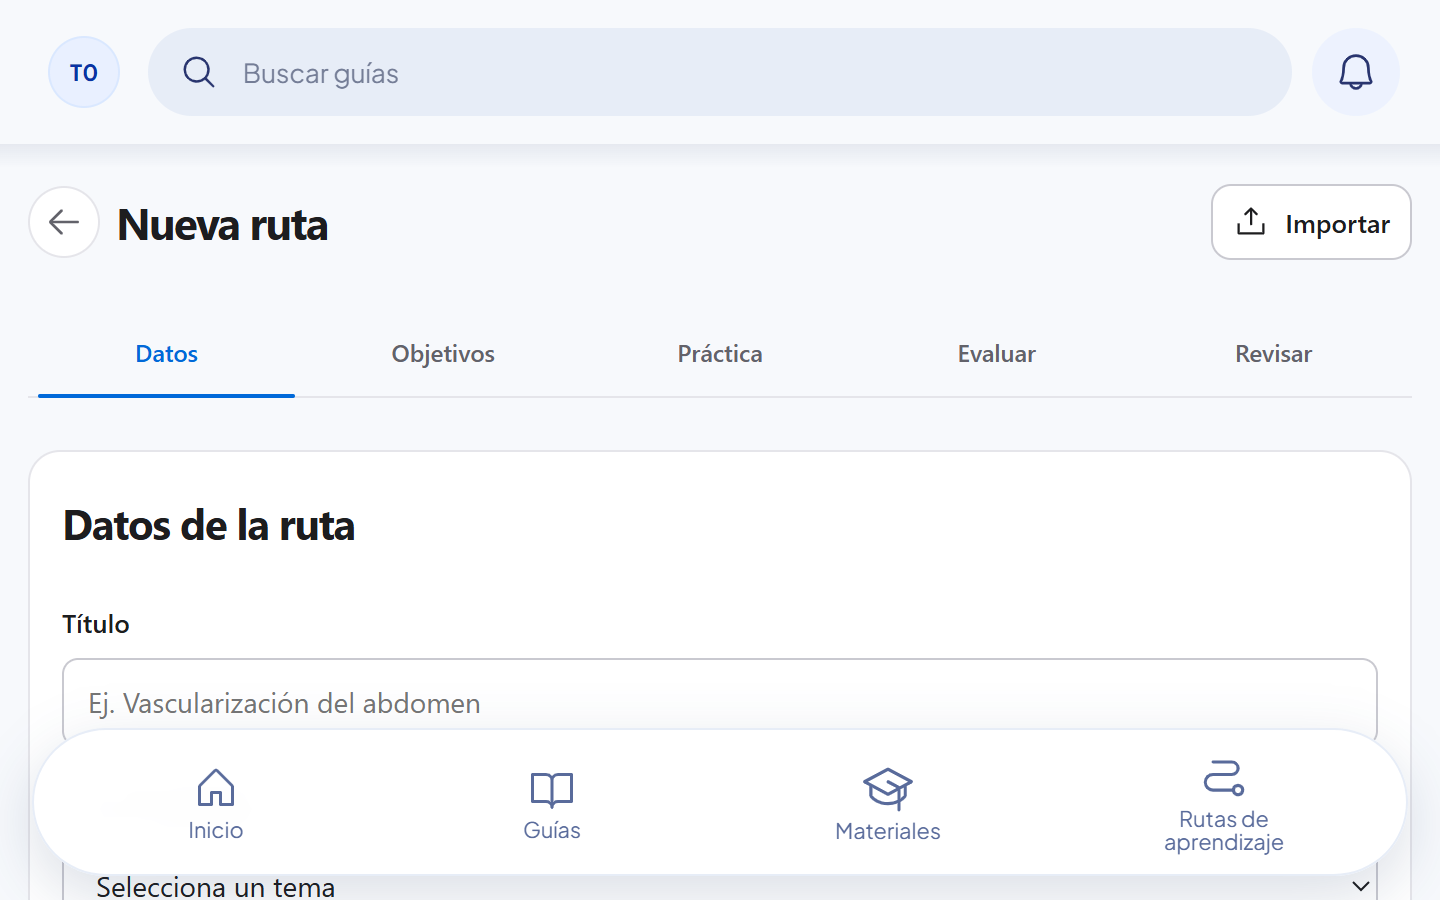 TO
Buscar guías
Nueva ruta
Importar
Datos
Objetivos
Práctica
Evaluar
Revisar
Datos de la ruta
Título
Ej. Vascularización del abdomen
Inicio
Guías
Materiales
Rutas de
aprendizaje
Selecciona un tema